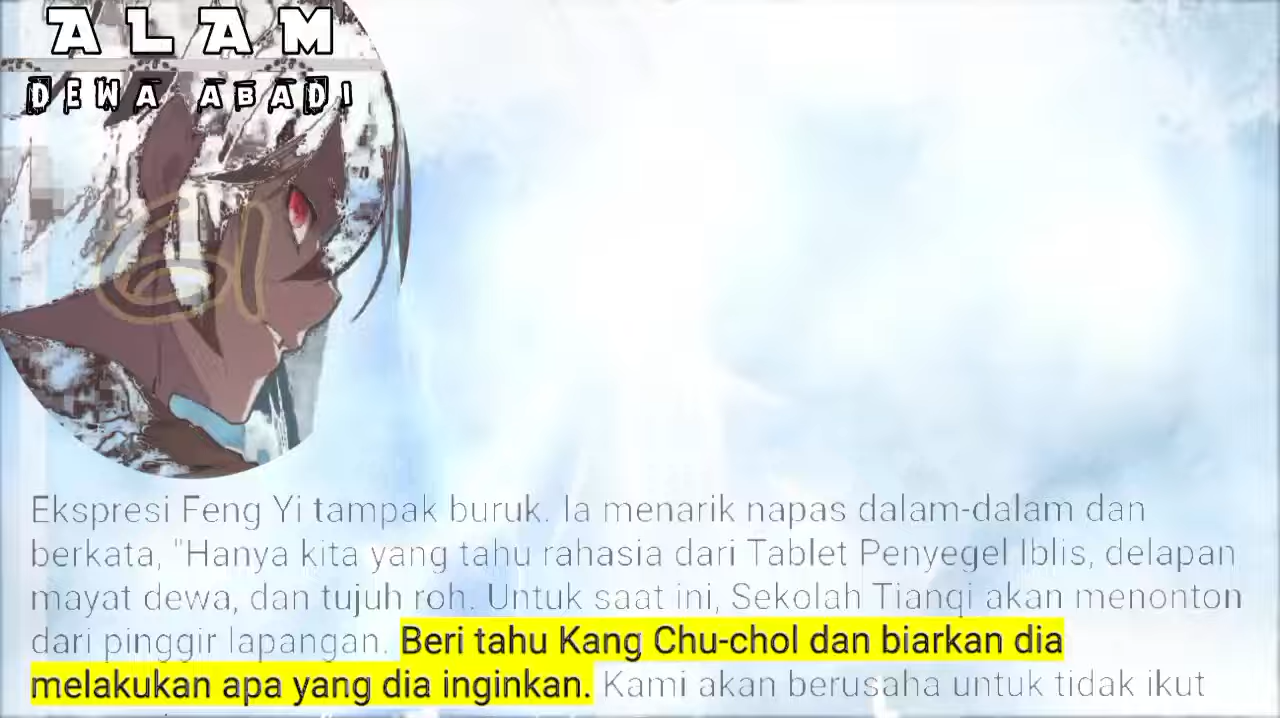 ALAM
DEWA ABADI
Ekspresi Feng Yi tampak buruk. Ia menarik napas dalam-dalam dan
berkata, "Hanya kita yang tahu rahasia dari Tablet Penyegel Iblis, delapan
mayat dewa, dan tujuh roh. Untuk saat ini, Sekolah Tianqi akan menonton
dari pinggir lapangan. Beri tahu Kang Chu-chol dan biarkan dia
melakukan apa yang dia inginkan. Kami akan berusaha untuk tidak ikut